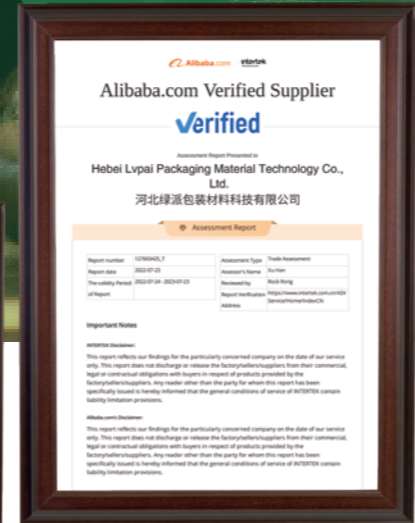 Alibaba.com intertek
Alibaba.com Verified Supplier
Verified
Assessment Report Presented to
Hebei Lvpai Packaging Material Technology Co.,
Ltd.
河北绿派包装材料科技有限公司
Assessment Report
Report number 127693425_T Assessment Type Trade Assessment
Report date 2022-07-23 Assessor's Name Xu Han
The validity Period 2022-07-24- 2023-07-23 Reviewed by Rock Rong
of Report Report Verification https://www.intertek.com.cn/ASV
Address Service/Home/IndexCN
Important Notes
INTERTEK Disclaimer:
This report reflects our findings for the particularly concerned company on the date of our service
only. This report does not discharge or release the factory/sellers/suppliers from their commercial,
legal or contractual obligations with buyers in respect of products provided by the
factory/sellers/suppliers. Any reader other than the party for whom this report has been
specifically issued is hereby informed that the general conditions of service of INTERTEK contain
liability limitation provisions.
Alibaba.com's Disclaimer:
This report reflects our findings for the particularly concerned company on the date of our service
only. This report does not discharge or release the factory/sellers/suppliers from their commercial,
legal or contractual obligations with buyers in respect of products provided by the
factory/sellers/suppliers. Any reader other than the party for whom this report has been
specifically issued is hereby informed that the general conditions of service of INTERTEK contain
liability limitation provisions.